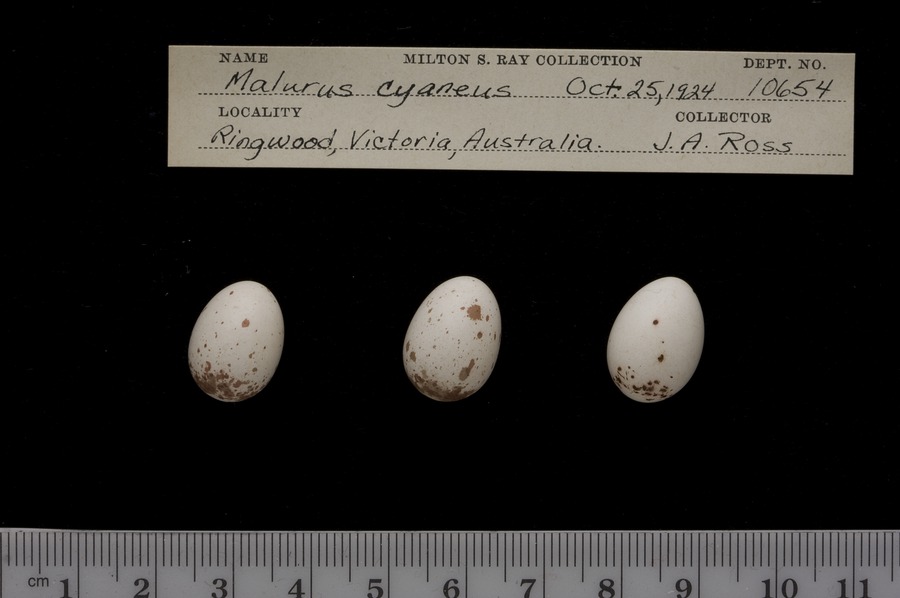 NAME MILTON S. RAY COLLECTION DEPT. NO.
Malurus cyaneus Oct. 25, 1924 10654
LOCALITY COLLECTOR
Ringwood, Victoria, Australia. J. A. Ross
cm 1 2 3 4 5 6 7 8 9 10 11